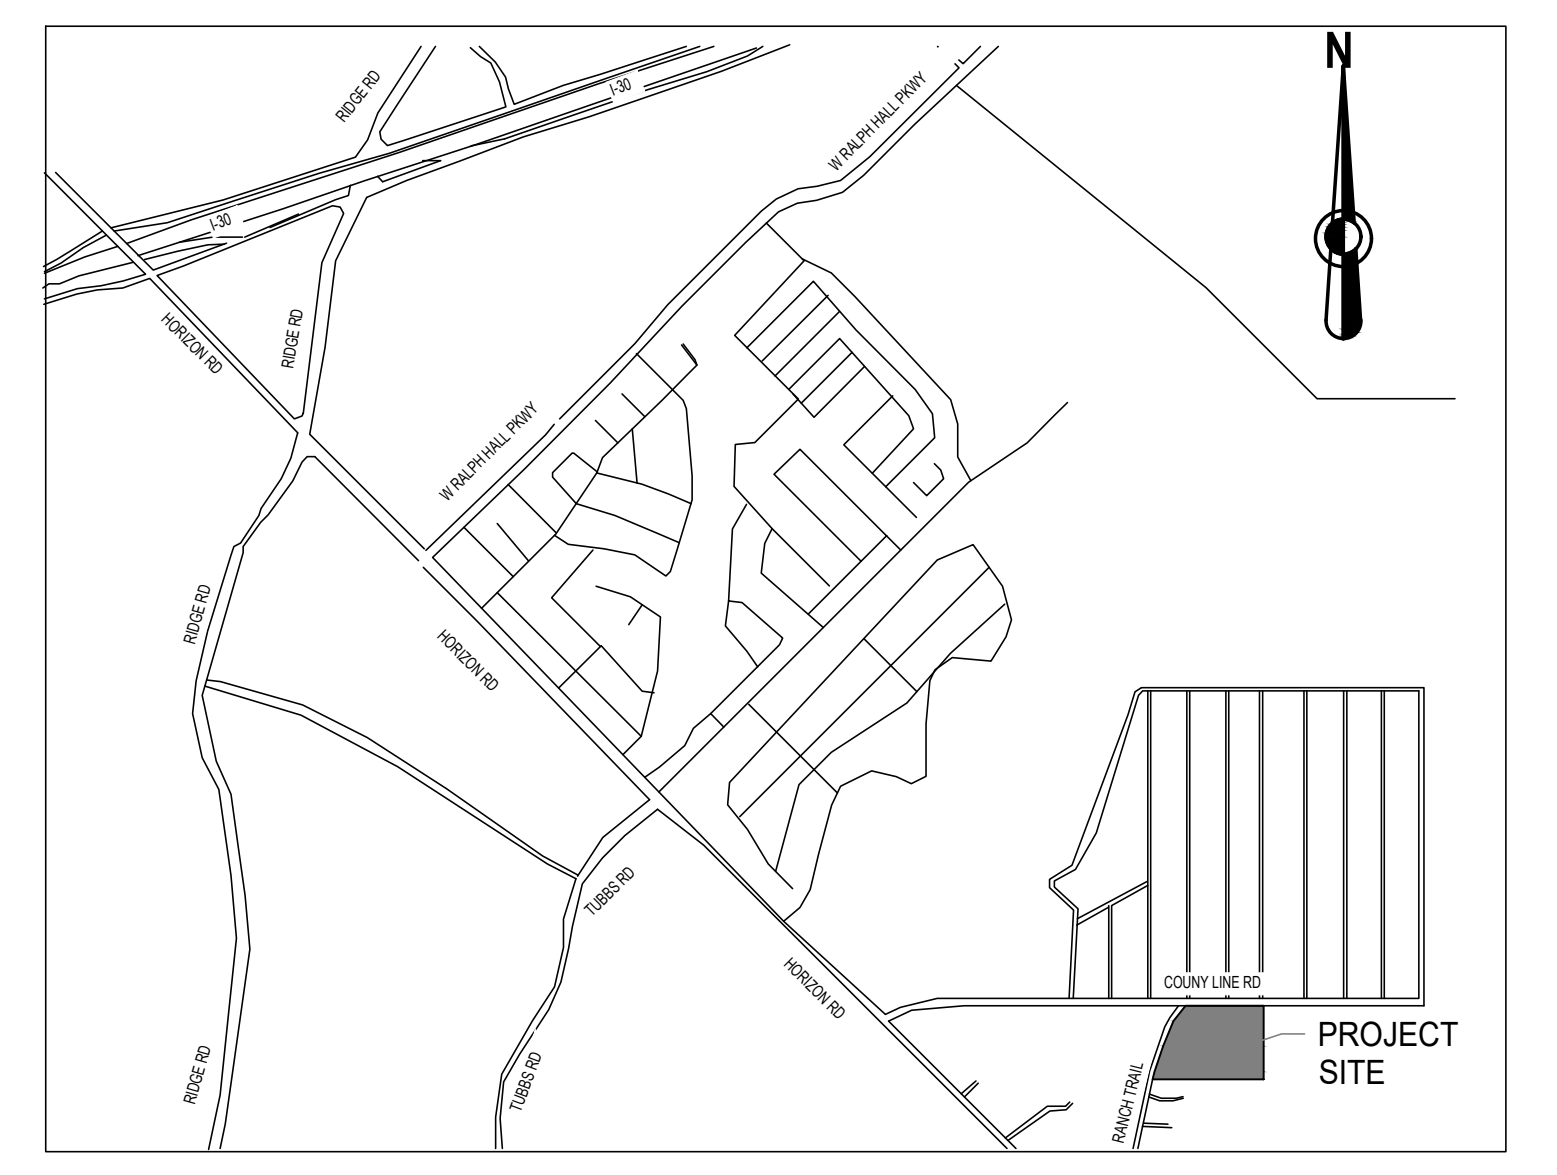 N
RIDGE RD
I-30
W RALPH HALL PKWY
I-30
HORIZON RD
RIDGE RD
W RALPH HALL PKWY
RIDGE RD
HORIZON RD
TUBBS RD
HORIZON RD
COUNY LINE RD
PROJECT
SITE
RIDGE RD
TUBBS RD
RANCH TRAIL